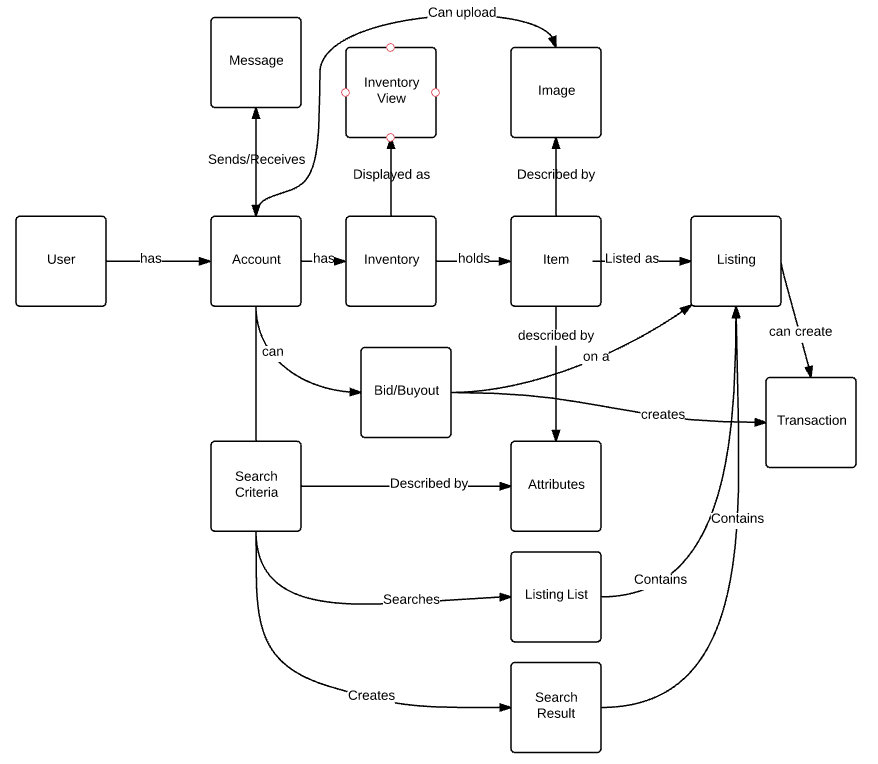 Can upload
Message
Inventory
View
Image
Sends/Receives
Displayed as
Described by
User
has
Account
has
Inventory
holds
Item
Listed as
Listing
can
described by
on a
can create
Bid/Buyout
creates
Transaction
Search
Criteria
Described by
Attributes
Contains
Contains
Searches
Listing List
Creates
Search
Result